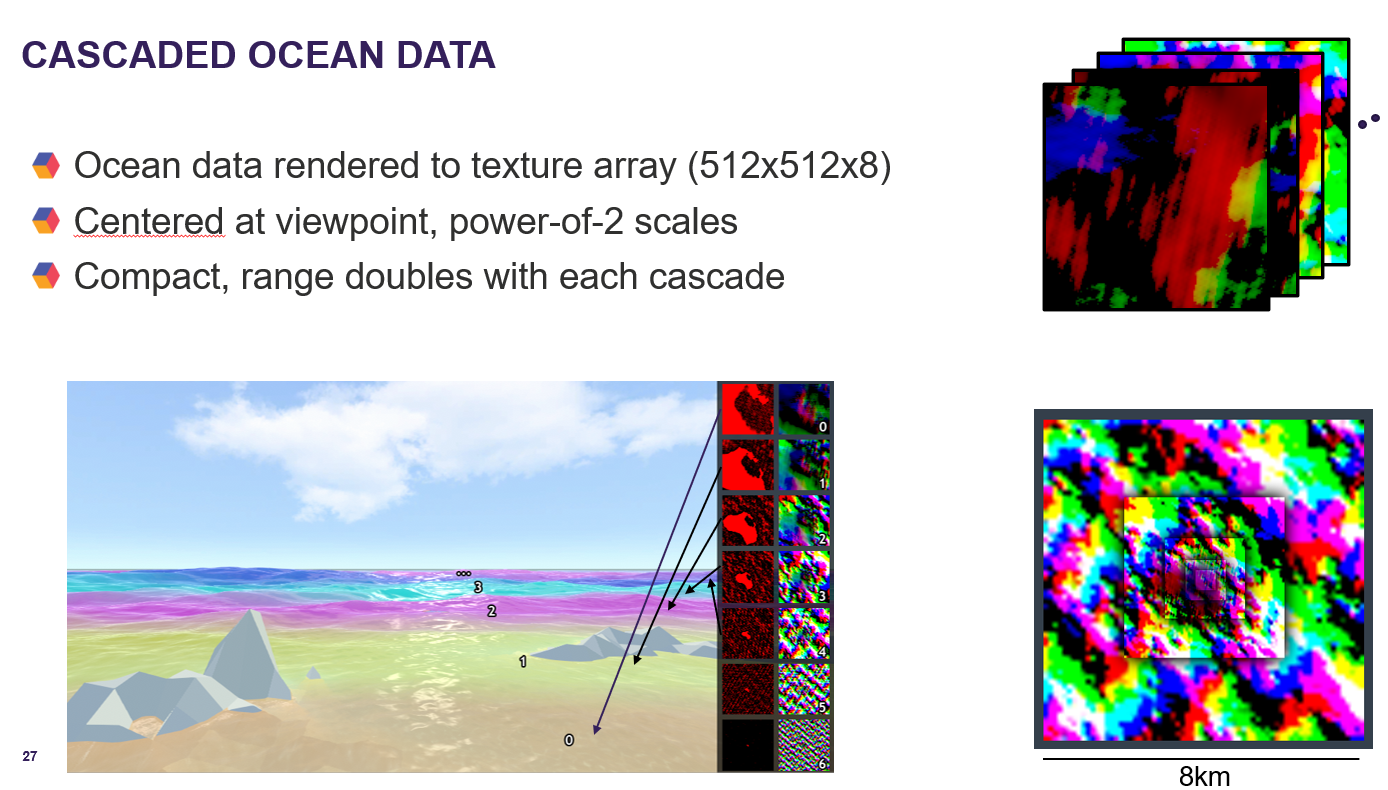 CASCADED OCEAN DATA
Ocean data rendered to texture array (512x512x8)
Centered at viewpoint, power-of-2 scales
Compact, range doubles with each cascade
0
1
2
3
4
5
6
3
2
1
0
27
8km